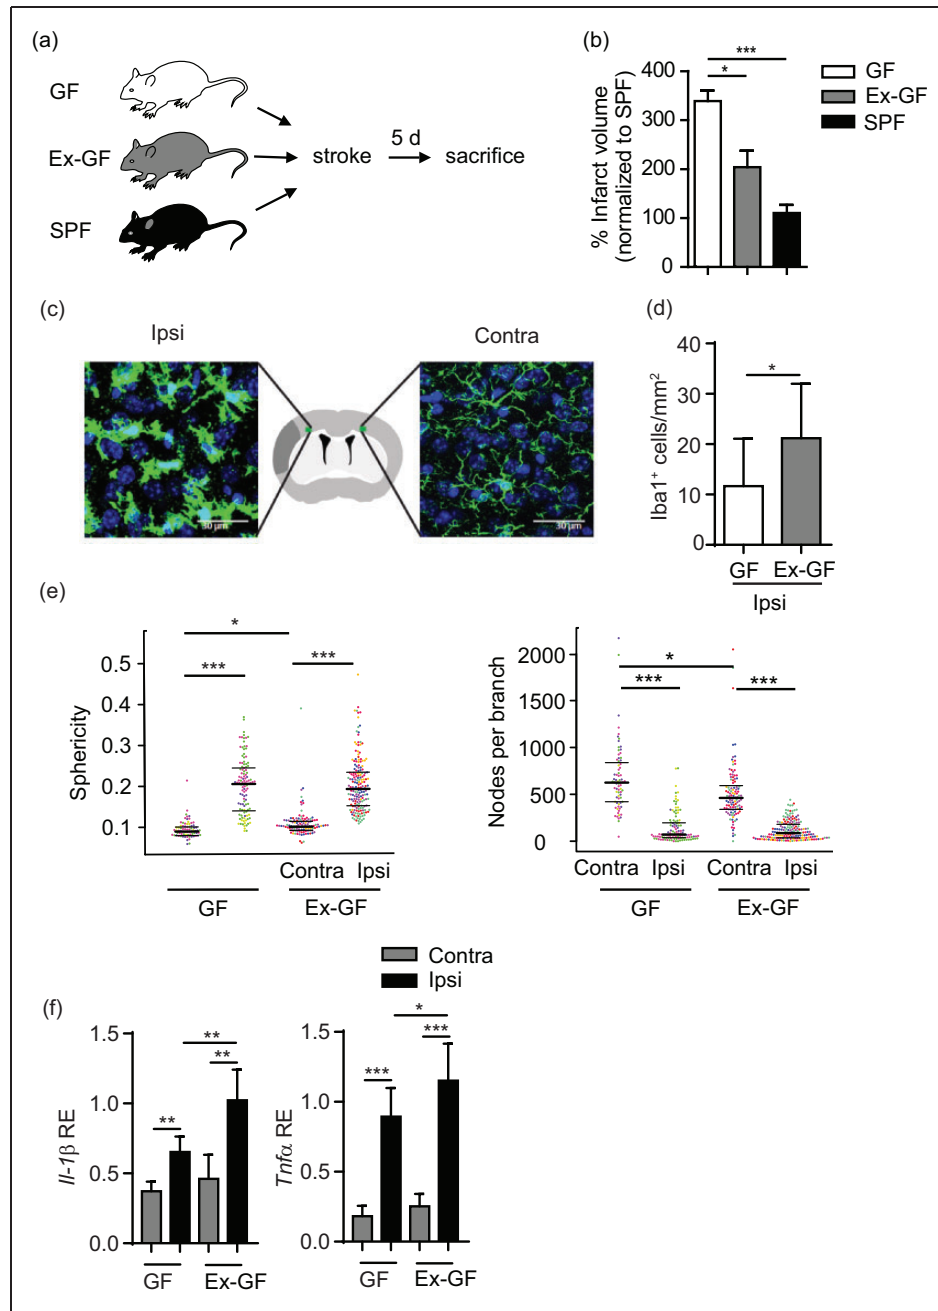 (a)
GF
Ex-GF
SPF
stroke
5 d
sacrifice
(b)
% Infarct volume
(normalized to SPF)
400
300
200
100
0
***
*
GF
Ex-GF
SPF
(c)
Ipsi
Contra
30 μm
30 μm
(d)
Iba1+ cells/mm2
40
30
20
10
0
*
GF Ex-GF
Ipsi
(e)
Sphericity
0.5
0.4
0.3
0.2
0.1
*
***
***
Contra Ipsi
GF
Ex-GF
Nodes per branch
2000
1500
1000
500
0
*
***
***
Contra Ipsi Contra Ipsi
GF
Ex-GF
Contra
Ipsi
(f)
Il-1β RE
1.5
1.0
0.5
0.0
**
**
**
GF
Ex-GF
Tnfα RE
1.5
1.0
0.5
0.0
*
***
***
GF
Ex-GF